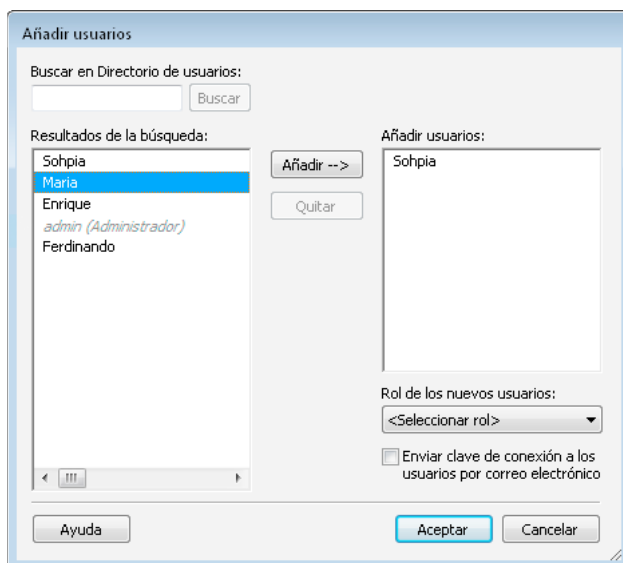 Añadir usuarios
Buscar en Directorio de usuarios:
Buscar
Resultados de la búsqueda:
Sohpia
Maria
Enrique
admin (Administrador)
Ferdinando
Añadir -->
Quitar
Añadir usuarios:
Sohpia
Rol de los nuevos usuarios:
<Seleccionar rol>
Enviar clave de conexión a los
usuarios por correo electrónico
Ayuda
Aceptar
Cancelar